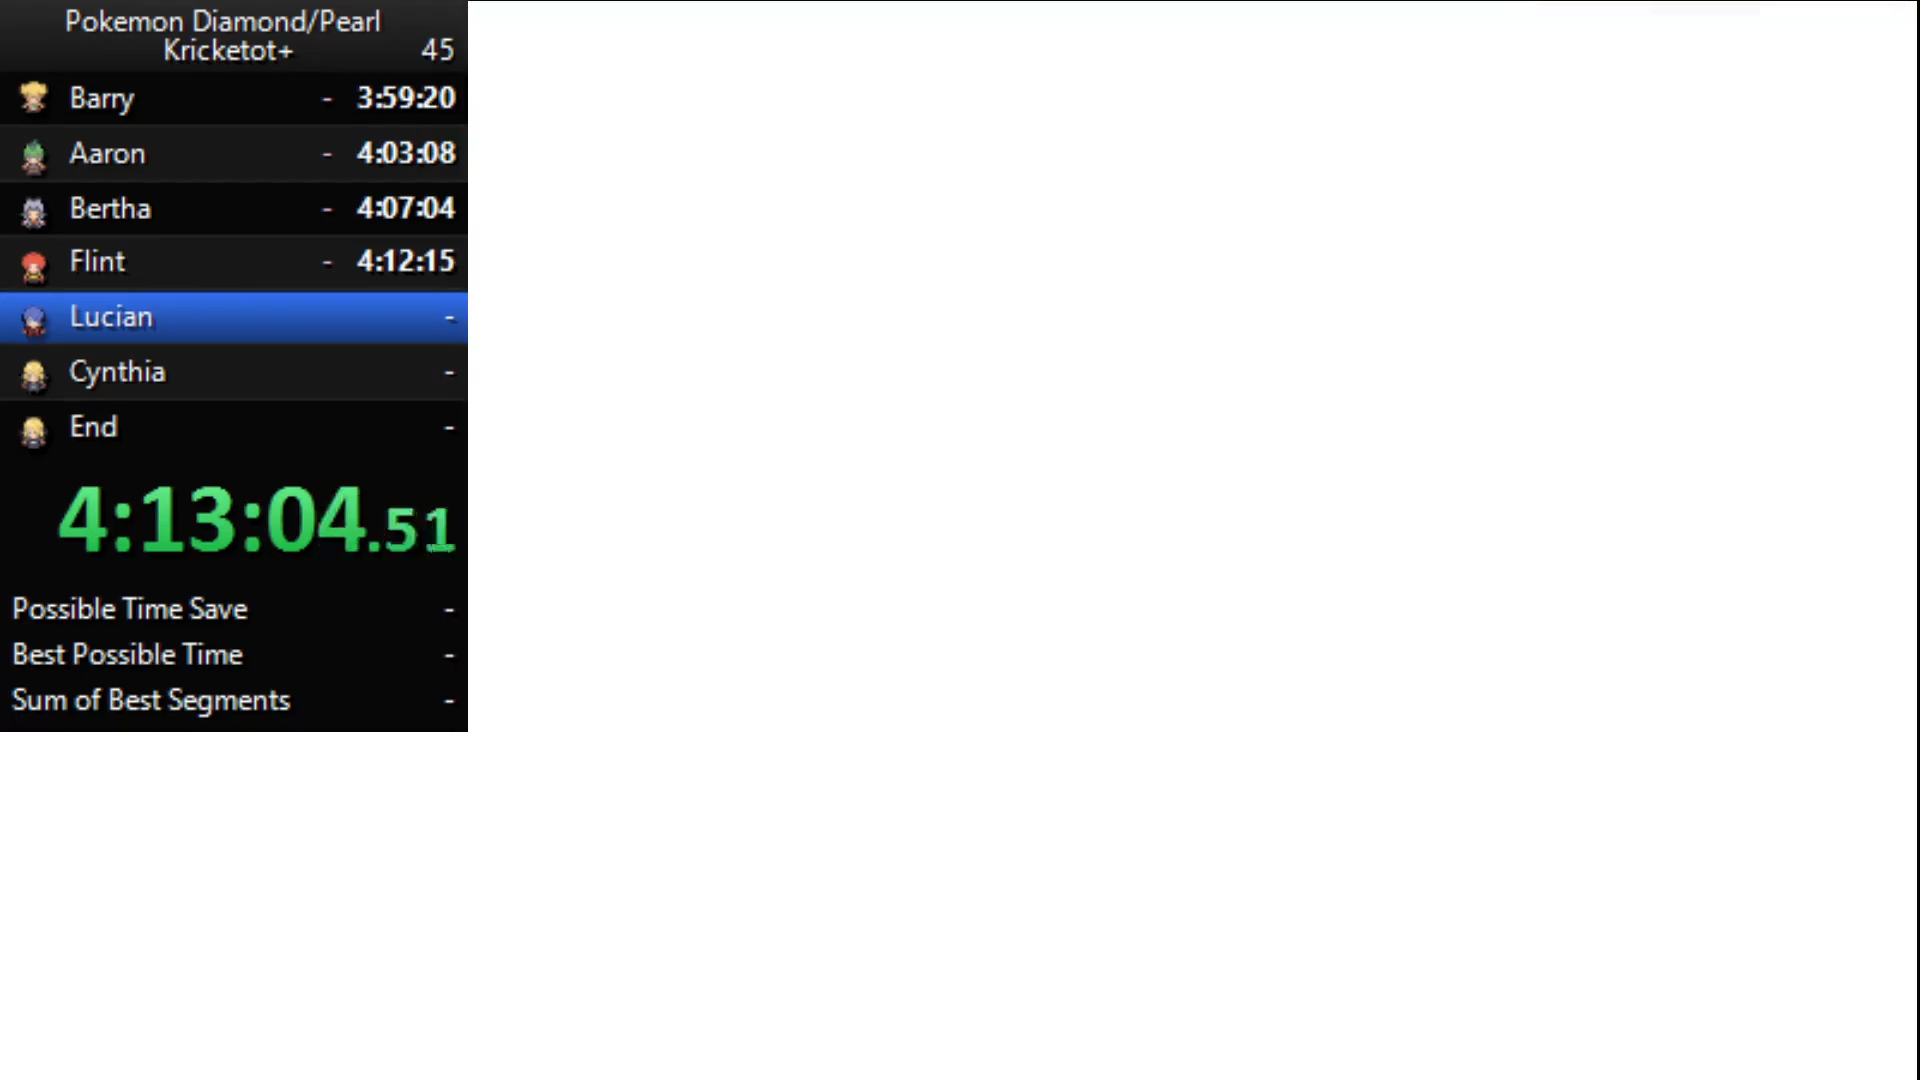 Pokemon Diamond/Pearl
Kricketot+ 45
Barry - 3:59:20
Aaron - 4:03:08
Bertha - 4:07:04
Flint - 4:12:15
Lucian -
Cynthia -
End -
4:13:04.51
Possible Time Save -
Best Possible Time -
Sum of Best Segments -